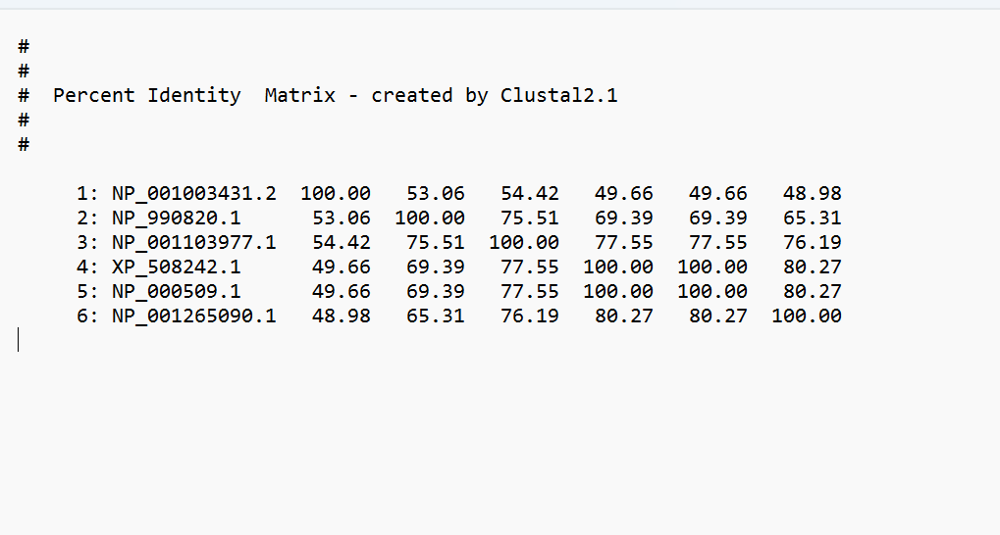 #
#
#  Percent Identity  Matrix - created by Clustal2.1
#
#
     1: NP_001003431.2  100.00   53.06   54.42   49.66   49.66   48.98
     2: NP_990820.1      53.06  100.00   75.51   69.39   69.39   65.31
     3: NP_001103977.1   54.42   75.51  100.00   77.55   77.55   76.19
     4: XP_508242.1      49.66   69.39   77.55  100.00  100.00   80.27
     5: NP_000509.1      49.66   69.39   77.55  100.00  100.00   80.27
     6: NP_001265090.1   48.98   65.31   76.19   80.27   80.27  100.00